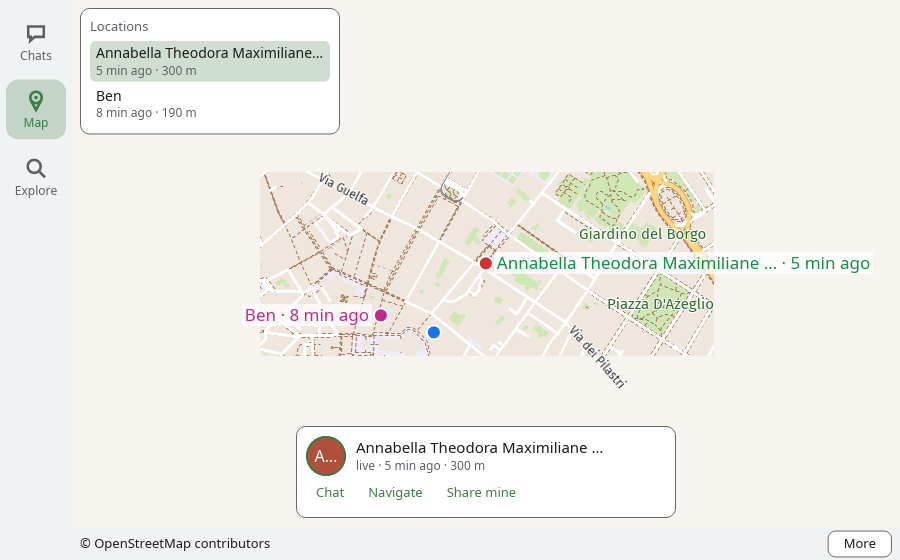 Chats
Map
Explore
Locations
Annabella Theodora Maximiliane...
5 min ago · 300 m
Ben
8 min ago · 190 m
Via Guelfa
Giardino del Borgo
Annabella Theodora Maximiliane ... · 5 min ago
Piazza D'Azeglio
Ben · 8 min ago
Via dei Pilastri
A...
Annabella Theodora Maximiliane ...
live · 5 min ago · 300 m
Chat Navigate Share mine
© OpenStreetMap contributors
More